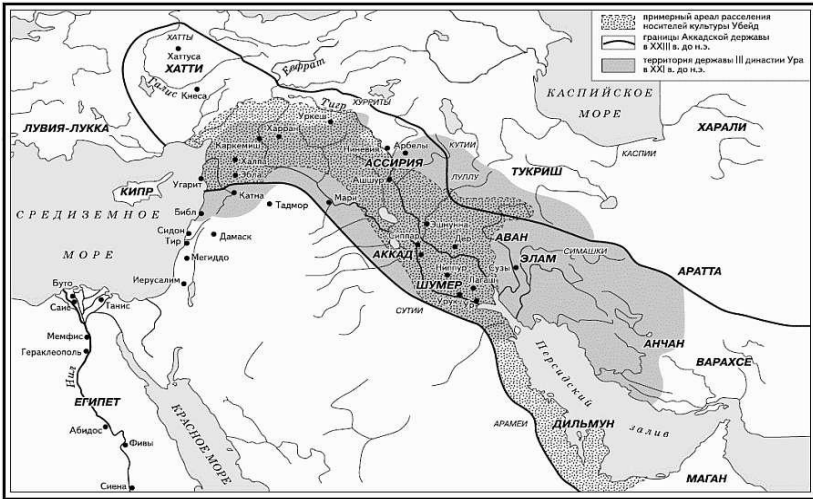 примерный ареал расселения
носителей культуры Убейд
границы Аккадской державы
в XXIII в. до н.э.
территория державы III династии Ура
в XXI в. до н.э.
ХАТТЫ
Хаттуса
ХАТТИ
Галис
Кнеса
Евфрат
Тигр
ХУРРИТЫ
КАСПИЙСКОЕ
МОРЕ
ХАРАЛИ
КАСПИИ
ЛУВИЯ-ЛУККА
Уркеш
Харран
Каркемиш
Ниневия
Арбелы
АССИРИЯ
КУТИИ
ЛУЛЛУ
ТУКРИШ
Халпа
Эбла
Ашшур
КИПР
Угарит
Катна
Тадмор
Мари
СРЕДИЗЕМНОЕ
МОРЕ
Библ
Сидон
Тир
Дамаск
Мегиддо
Иерусалим
Эшнунна
Дер
Сиппар
АККАД
АВАН
ЭЛАМ
СИМАШКИ
Сузы
Ниппур
Лагаш
ШУМЕР
Урук
Ур
АРАТТА
СУТИИ
Буто
Саис
Танис
Мемфис
Гераклеополь
Нил
ЕГИПЕТ
Абидос
Фивы
Сиена
КРАСНОЕ МОРЕ
АНЧАН
ВАРАХСЕ
Персидский
залив
АРАМЕИ
ДИЛЬМУН
МАГАН